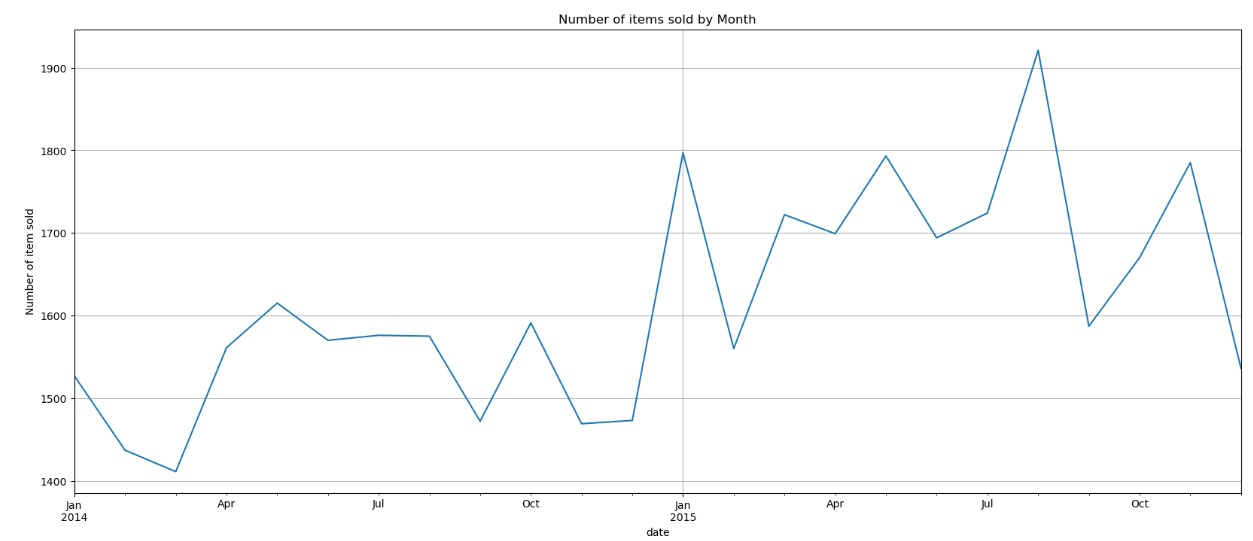 Number of items sold by Month
Number of item sold
1900
1800
1700
1600
1500
1400
Jan
2014
Apr
Jul
Oct
Jan
2015
Apr
Jul
Oct
date